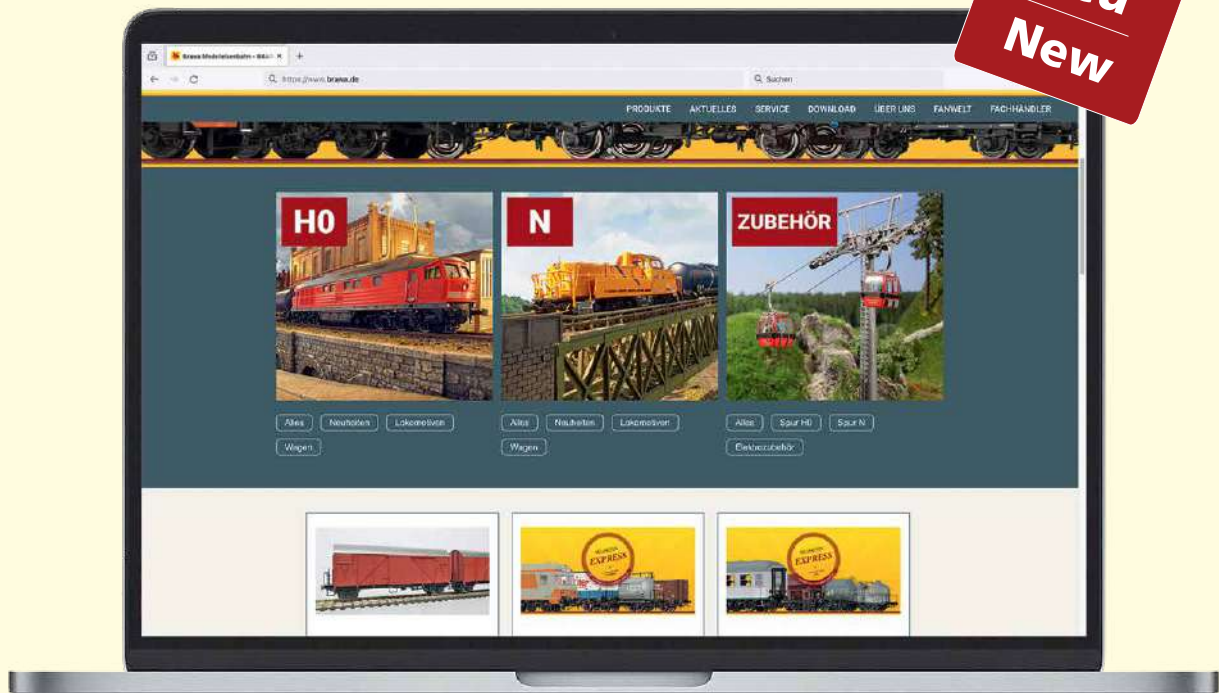 New
Brawa Modelleisenbahn – BRAW
https://www.brawa.de
Suchen
PRODUKTE AKTUELLES SERVICE DOWNLOAD ÜBER UNS FANWELT FACHHÄNDLER
H0
N
ZUBEHÖR
Alles Neuheiten Lokomotiven
Wagen
Alles Neuheiten Lokomotiven
Wagen
Alles Spur H0 Spur N
Elektrozubehör
EXPRESS
EXPRESS